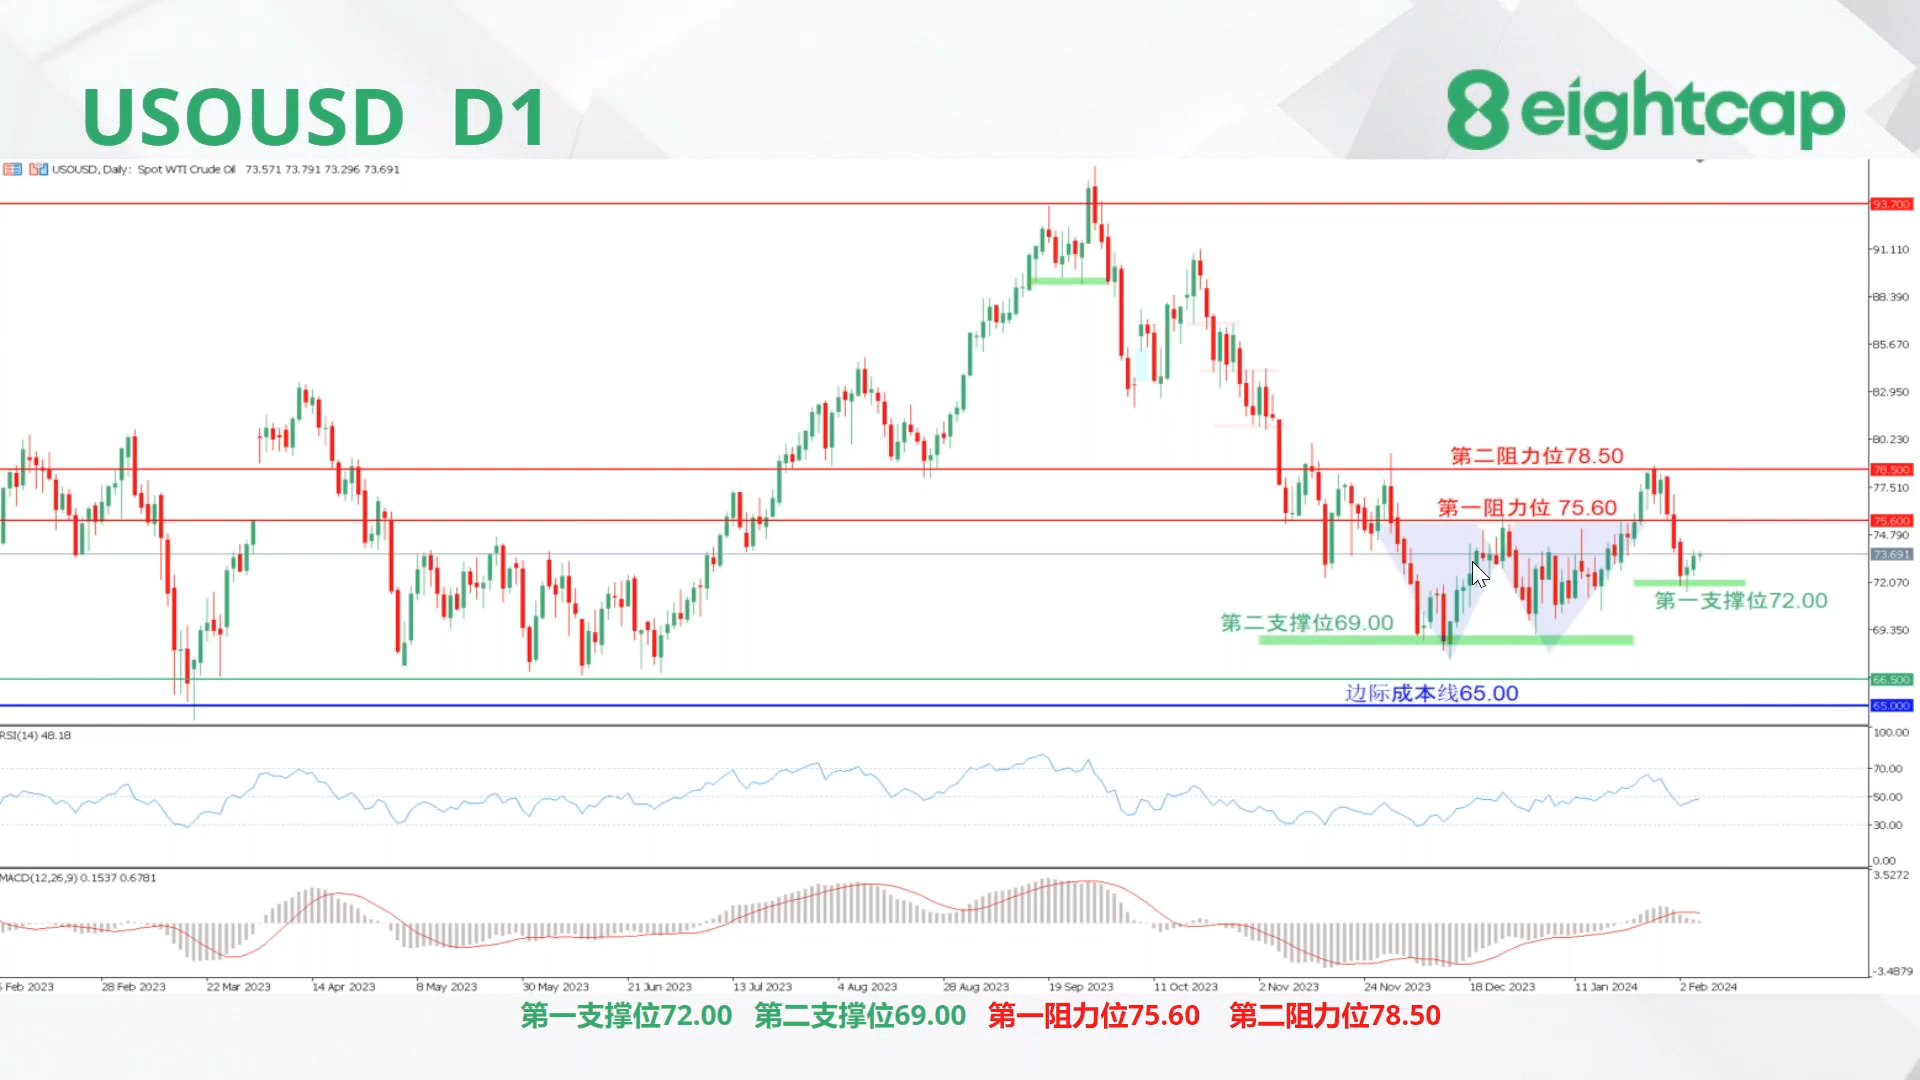 USOUSD D1
8 eightcap
USOUSD, Daily: Spot WTI Crude Oil 73.571 73.791 73.296 73.691
93.700
91.110
88.390
85.670
82.950
80.230
第二阻力位78.50
78.500
77.510
第一阻力位 75.60
75.600
74.790
73.691
72.070
第一支撑位72.00
第二支撑位69.00
69.350
66.500
边际成本线65.00
65.000
RSI(14) 48.18
100.00
70.00
50.00
30.00
0.00
MACD(12,26,9) 0.1537 0.6781
3.5272
-3.4879
Feb 2023 28 Feb 2023 22 Mar 2023 14 Apr 2023 8 May 2023 30 May 2023 21 Jun 2023 13 Jul 2023 4 Aug 2023 28 Aug 2023 19 Sep 2023 11 Oct 2023 2 Nov 2023 24 Nov 2023 18 Dec 2023 11 Jan 2024 2 Feb 2024
第一支撑位72.00 第二支撑位69.00 第一阻力位75.60 第二阻力位78.50